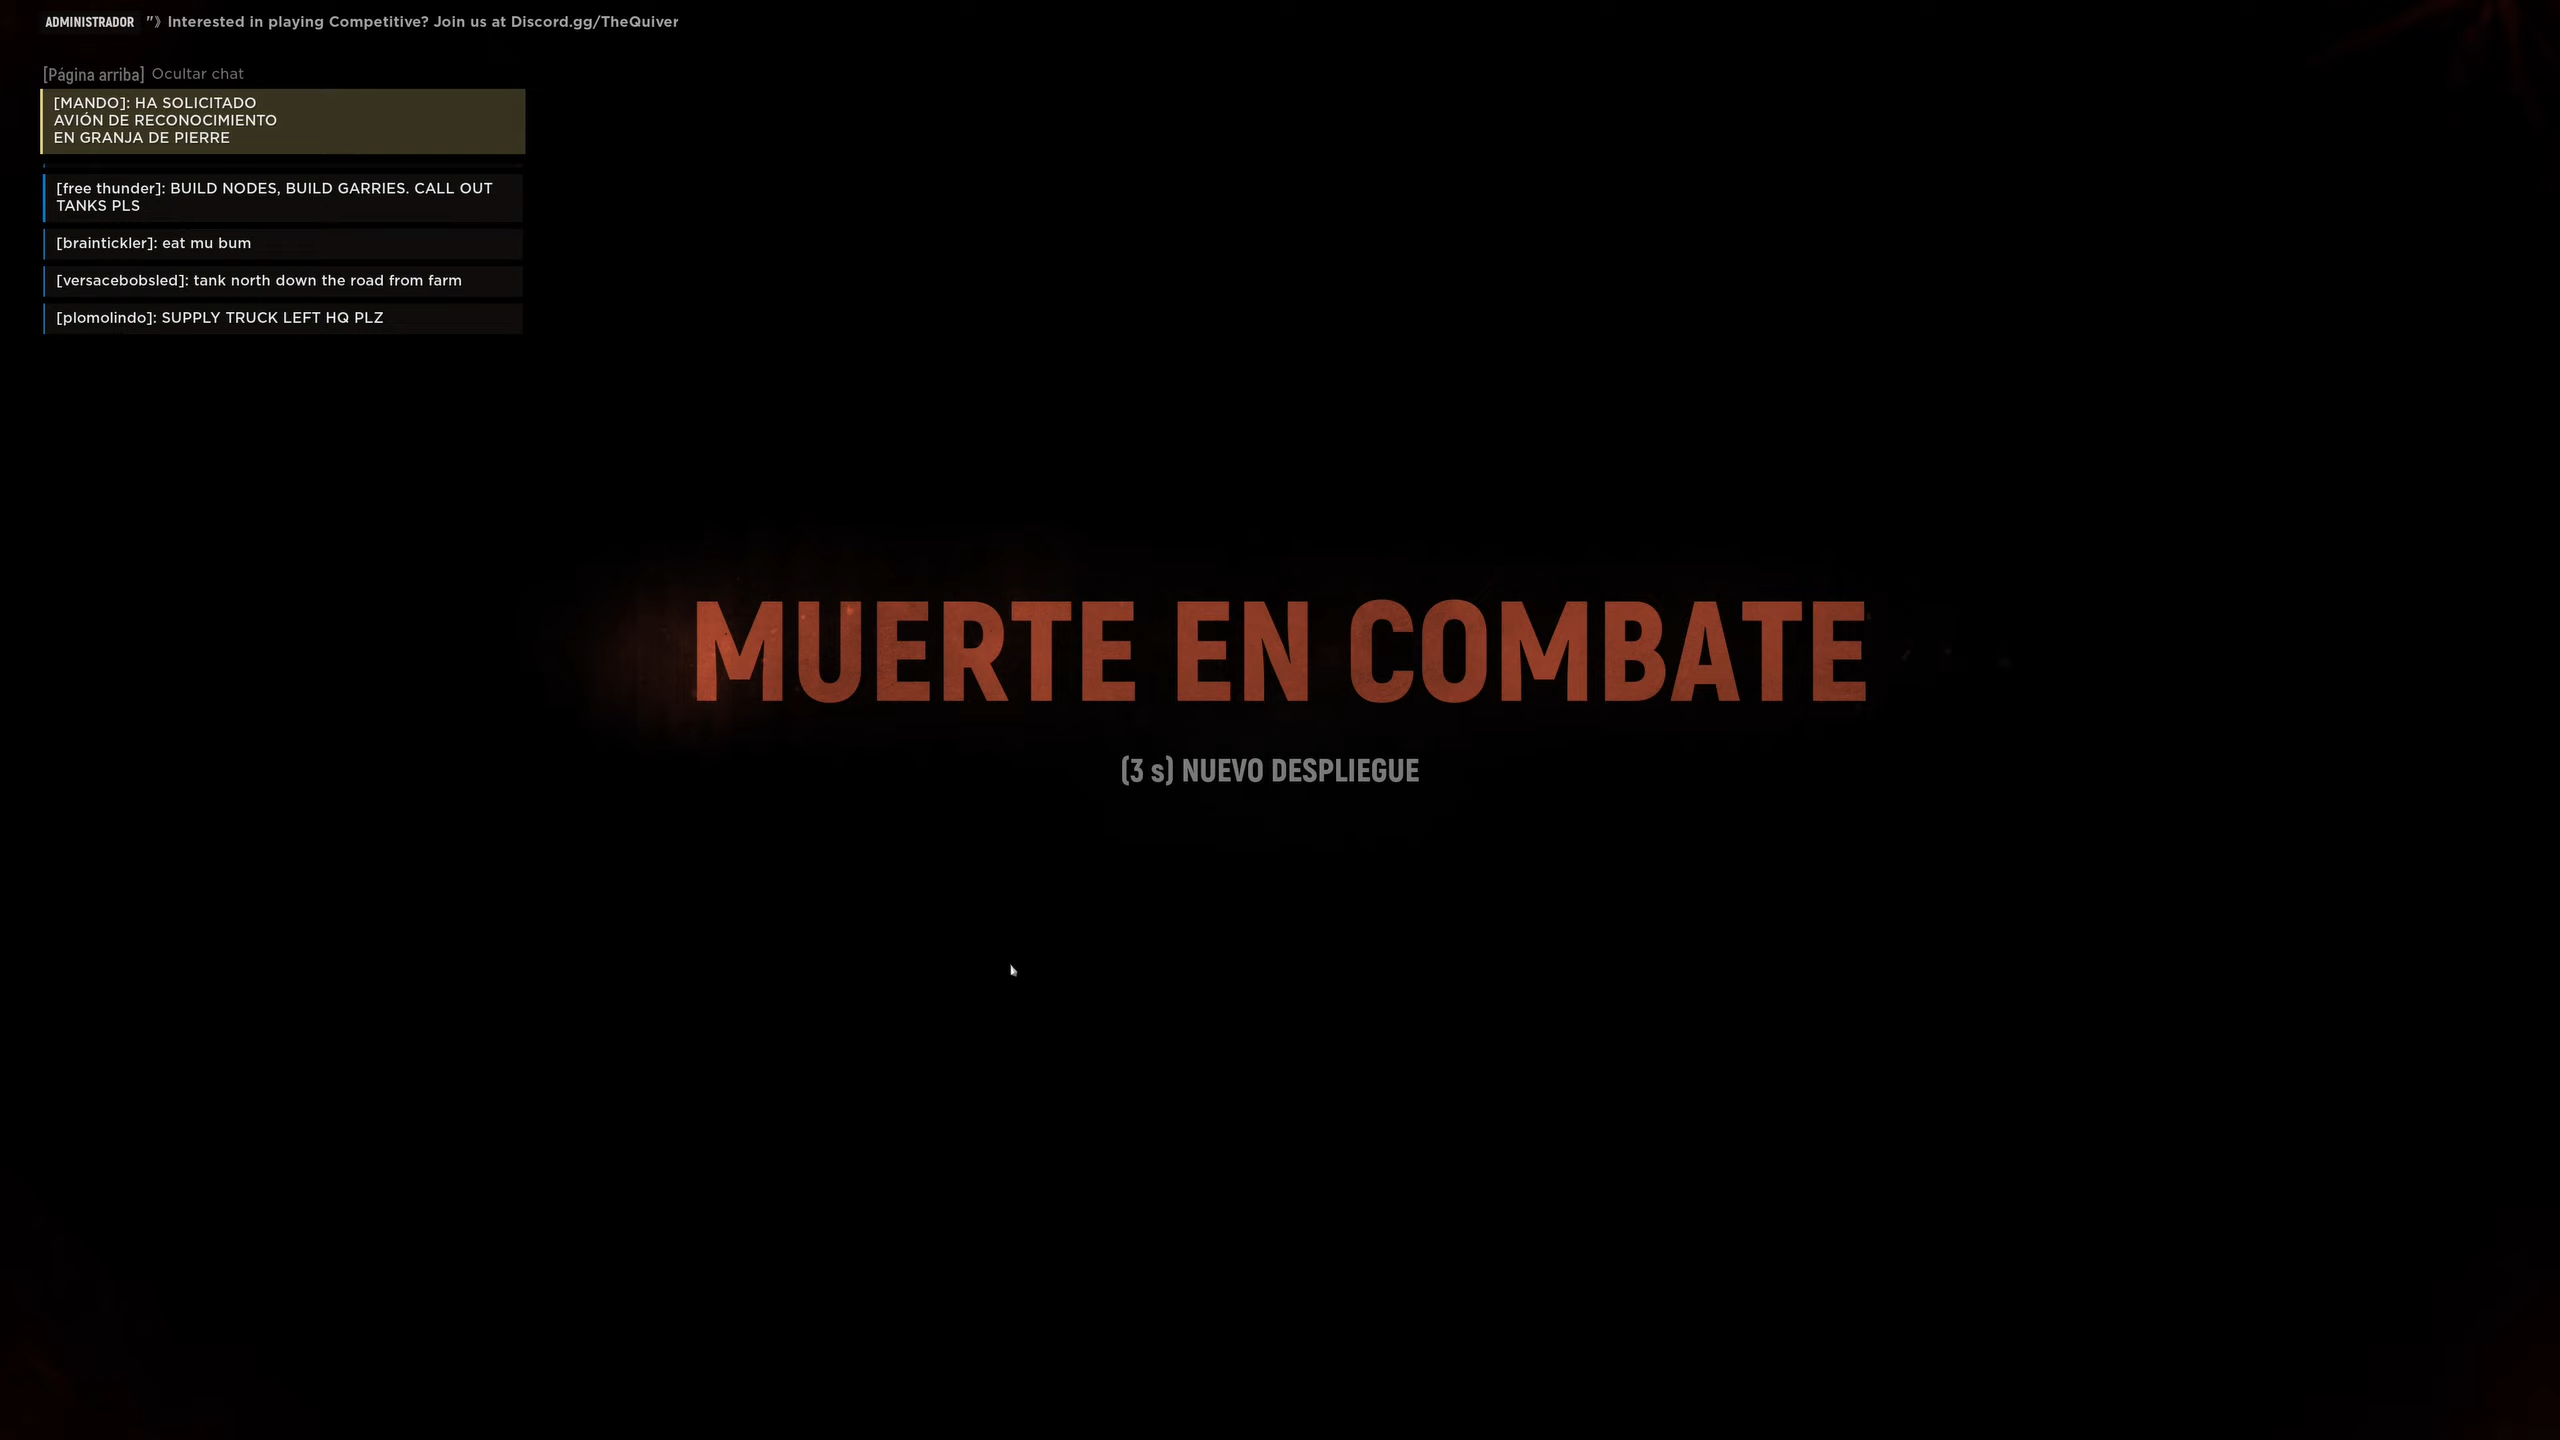 ADMINISTRADOR "》 Interested in playing Competitive? Join us at Discord.gg/TheQuiver
[Página arriba] Ocultar chat
[MANDO]: HA SOLICITADO
AVIÓN DE RECONOCIMIENTO
EN GRANJA DE PIERRE
[free thunder]: BUILD NODES, BUILD GARRIES. CALL OUT
TANKS PLS
[braintickler]: eat mu bum
[versacebobsled]: tank north down the road from farm
[plomolindo]: SUPPLY TRUCK LEFT HQ PLZ
MUERTE EN COMBATE
(3 s) NUEVO DESPLIEGUE